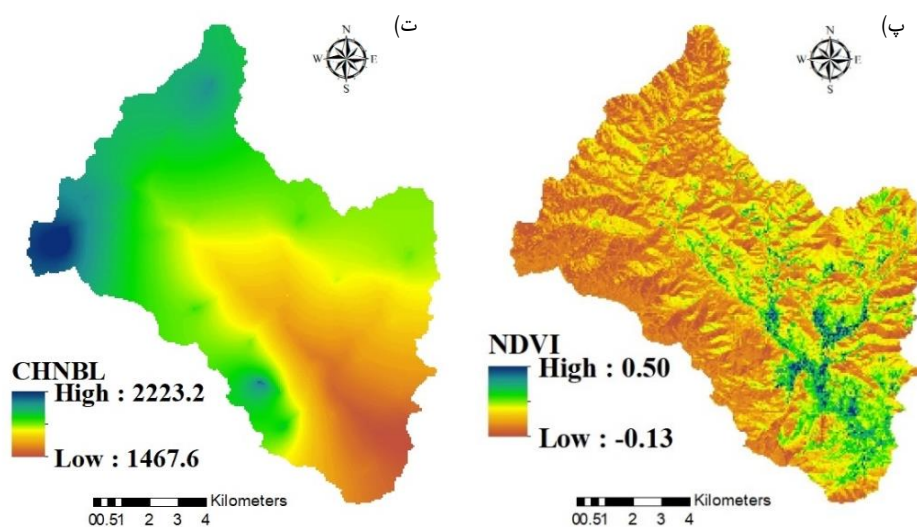 پ)
N
W E
S
NDVI
High : 0.50
Low : -0.13
Kilometers
00.51 2 3 4
ت)
N
W E
S
CHNBL
High : 2223.2
Low : 1467.6
Kilometers
00.51 2 3 4